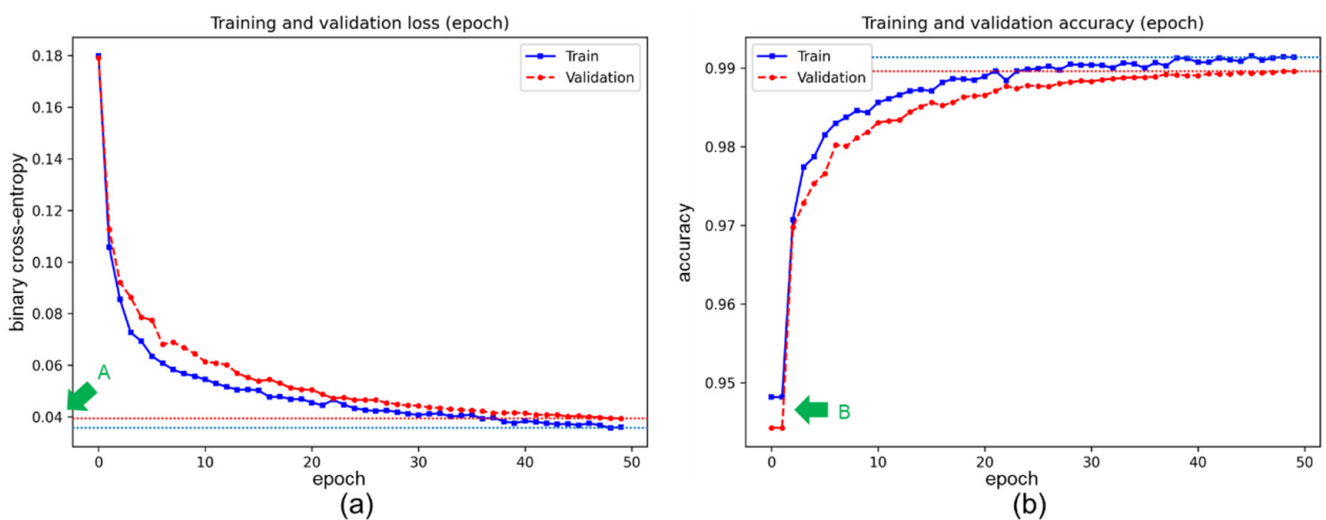 Training and validation loss (epoch)
0.18
0.16
0.14
0.12
0.10
0.08
0.06
0.04
binary cross-entropy
Train
Validation
A
0
10
20
30
40
50
epoch
(a)
Training and validation accuracy (epoch)
0.99
0.98
0.97
0.96
0.95
accuracy
Train
Validation
B
0
10
20
30
40
50
epoch
(b)